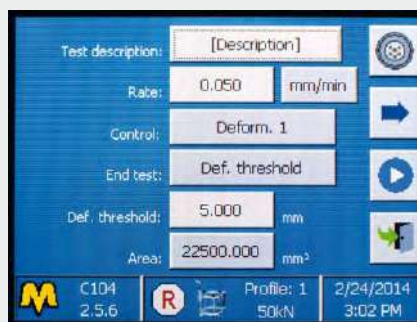 Test description: [Description]
Rate: 0.050 mm/min
Control: Deform. 1
End test: Def. threshold
Def. threshold: 5.000 mm
Area: 22500.000 mm²
C104 R Profile: 1 2/24/2014
2.5.6 50kN 3:02 PM